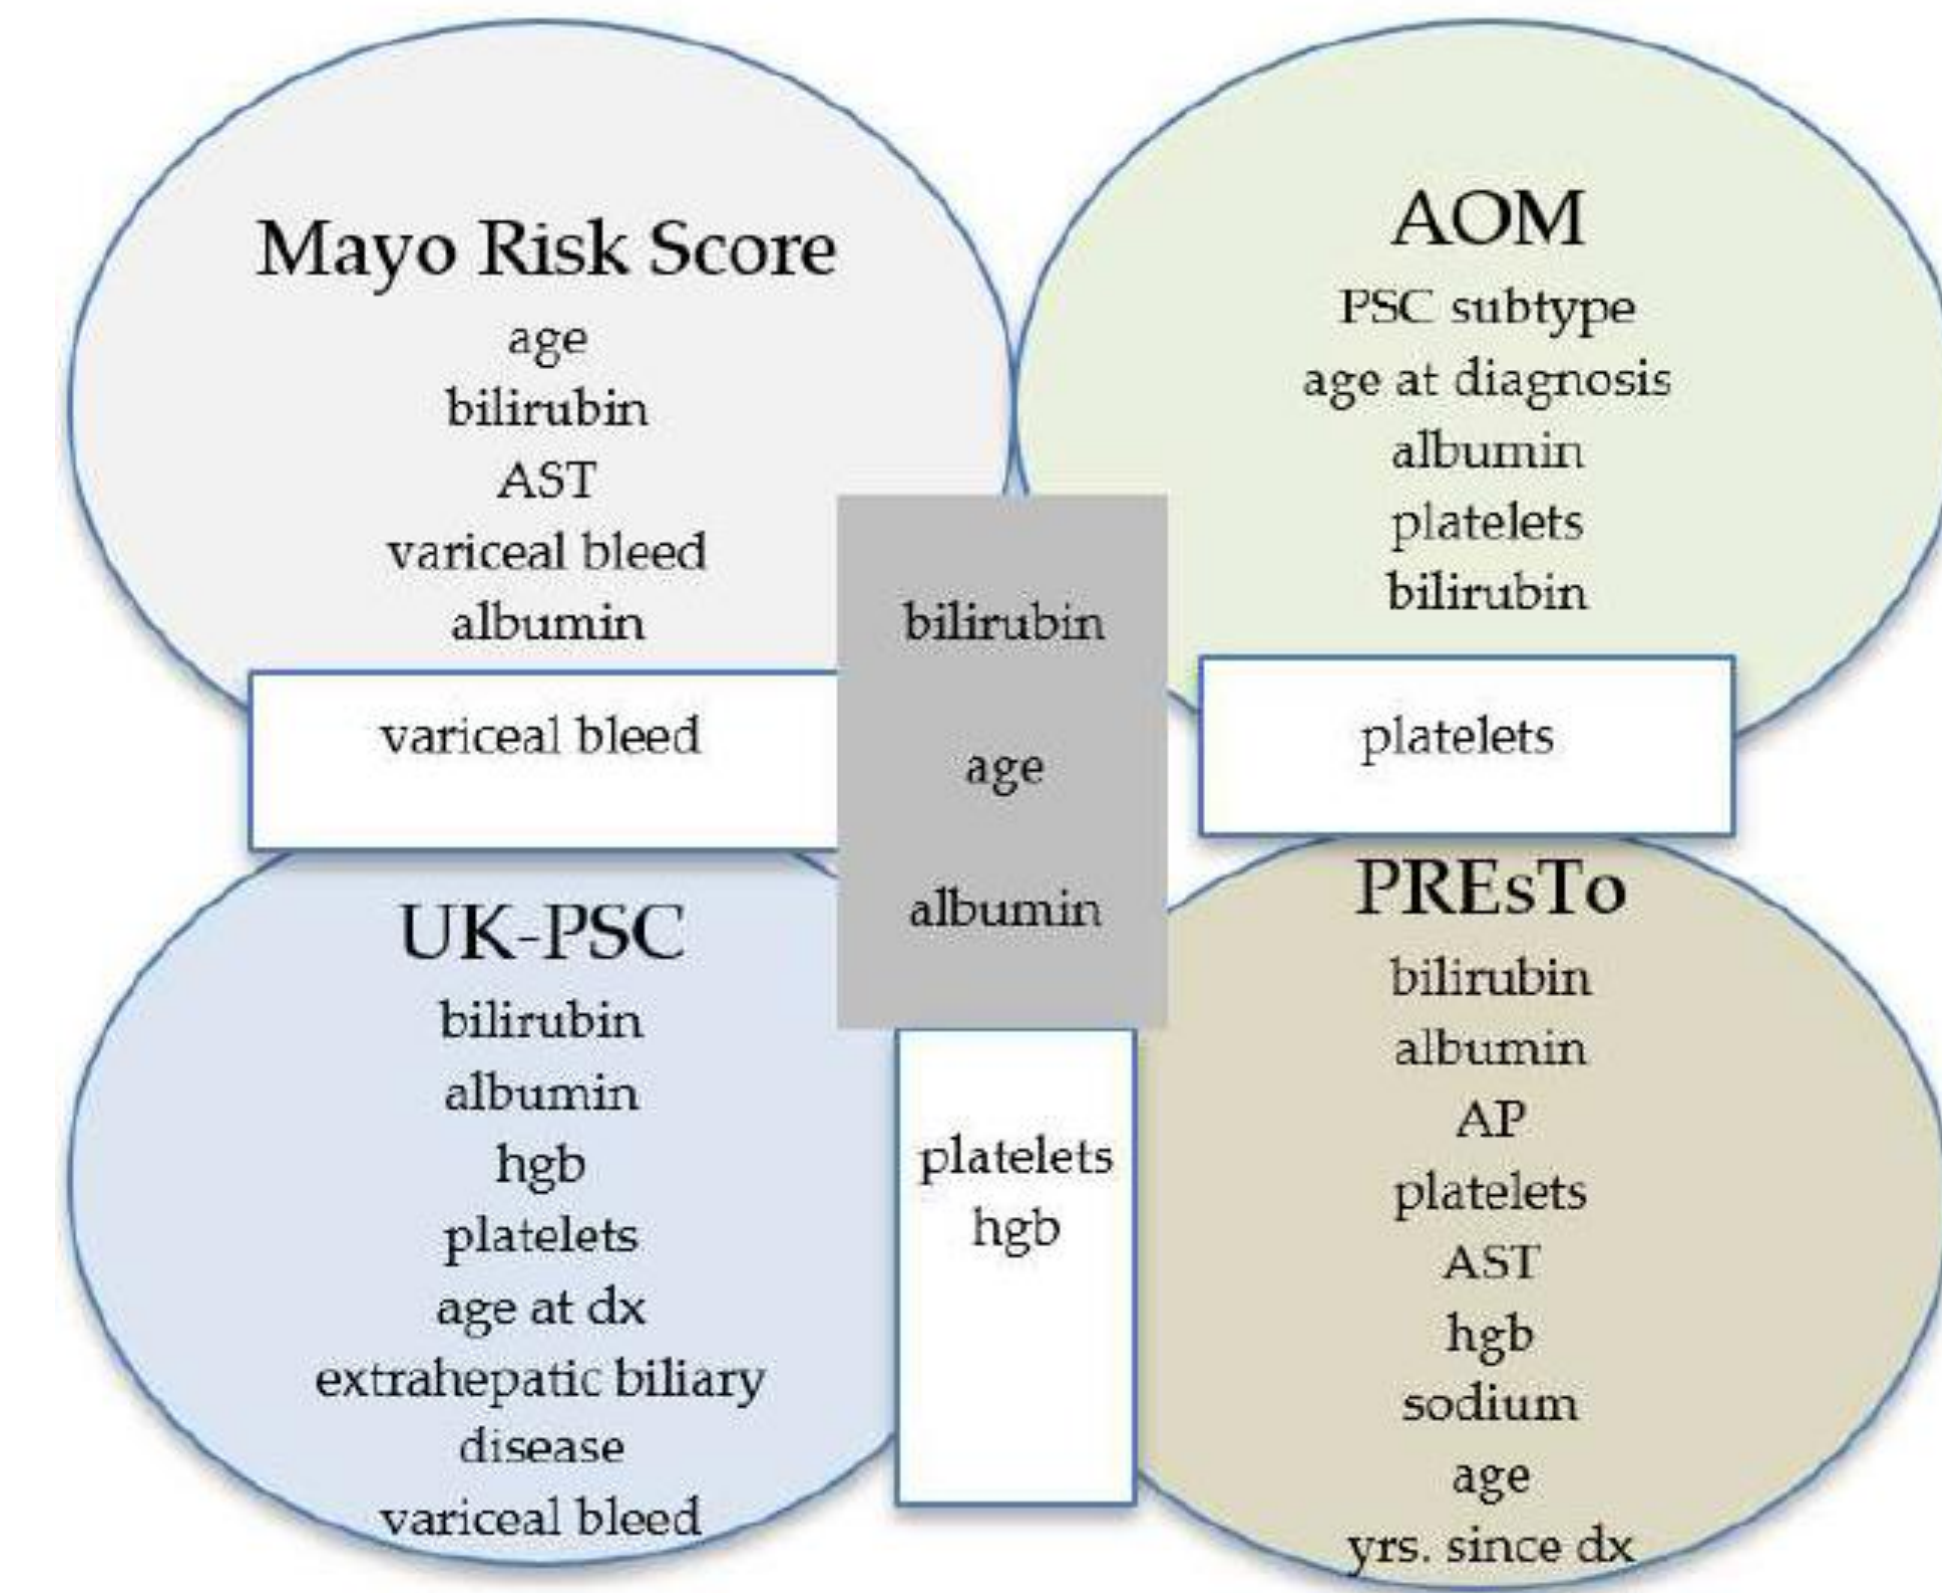 Mayo Risk Score
age
bilirubin
AST
variceal bleed
albumin
AOM
PSC subtype
age at diagnosis
albumin
platelets
bilirubin
variceal bleed
bilirubin
age
albumin
platelets
UK-PSC
bilirubin
albumin
hgb
platelets
age at dx
extrahepatic biliary
disease
variceal bleed
platelets
hgb
PREsTo
bilirubin
albumin
AP
platelets
AST
hgb
sodium
age
yrs. since dx